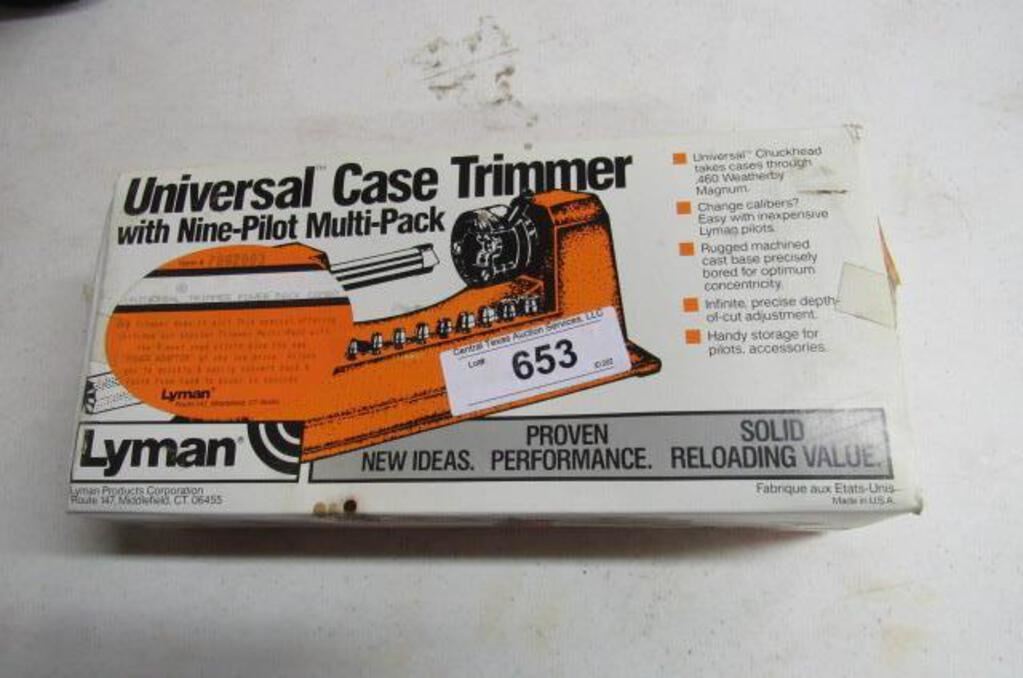 Universal™ Case Trimmer
with Nine-Pilot Multi-Pack
Universal™ Chuckhead
takes cases through
.460 Weatherby
Magnum.
Change calibers?
Easy with inexpensive
Lyman pilots.
Rugged machined
cast base precisely
bored for optimum
concentricity.
Infinite, precise depth-
of-cut adjustment.
Handy storage for
pilots, accessories.
Lyman®
Central Texas Auction Services, LLC
Lot#
653
Lyman®
PROVEN
SOLID
NEW IDEAS. PERFORMANCE. RELOADING VALUE.
Lyman Products Corporation
Route 147, Middlefield, CT 06455
Fabrique aux Etats-Unis
Made in U.S.A.